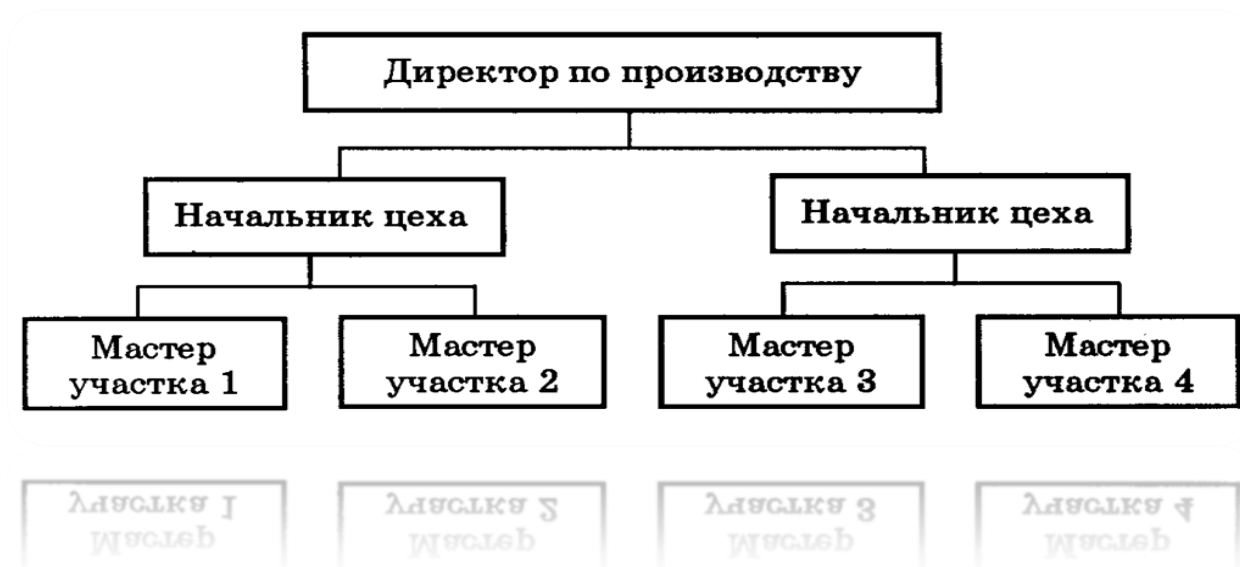 Директор по производству
Начальник цеха
Начальник цеха
Мастер
участка 1
Мастер
участка 2
Мастер
участка 3
Мастер
участка 4